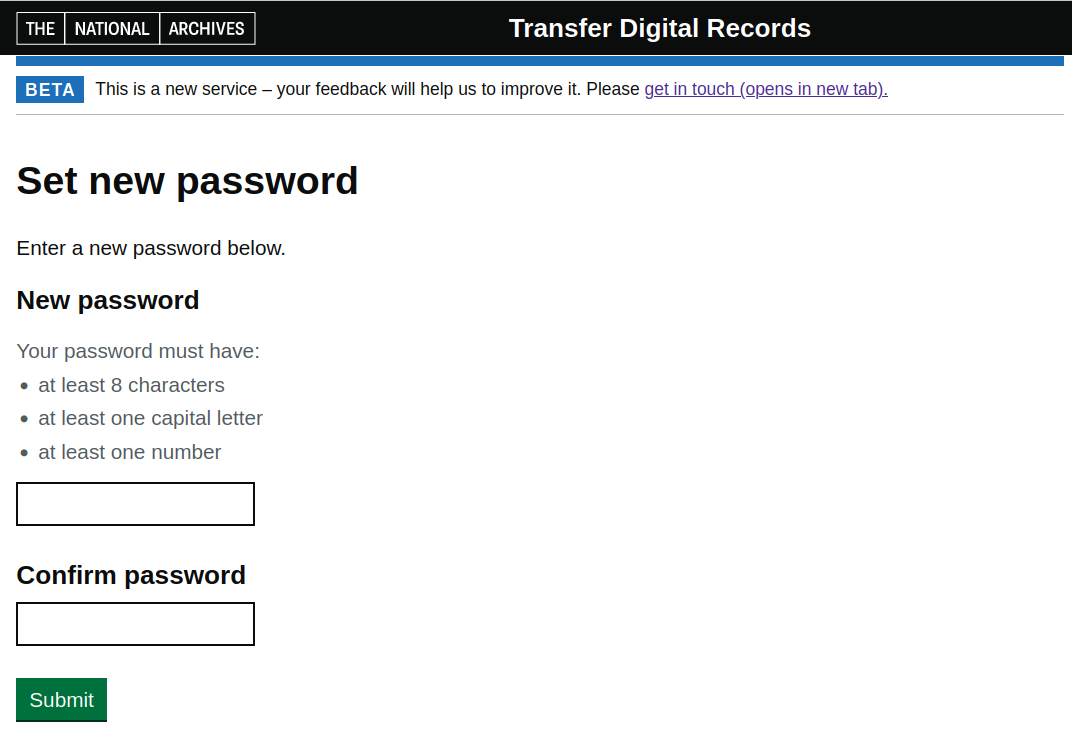 THE NATIONAL ARCHIVES
Transfer Digital Records
BETA This is a new service – your feedback will help us to improve it. Please get in touch (opens in new tab).
Set new password
Enter a new password below.
New password
Your password must have:
• at least 8 characters
• at least one capital letter
• at least one number
Confirm password
Submit